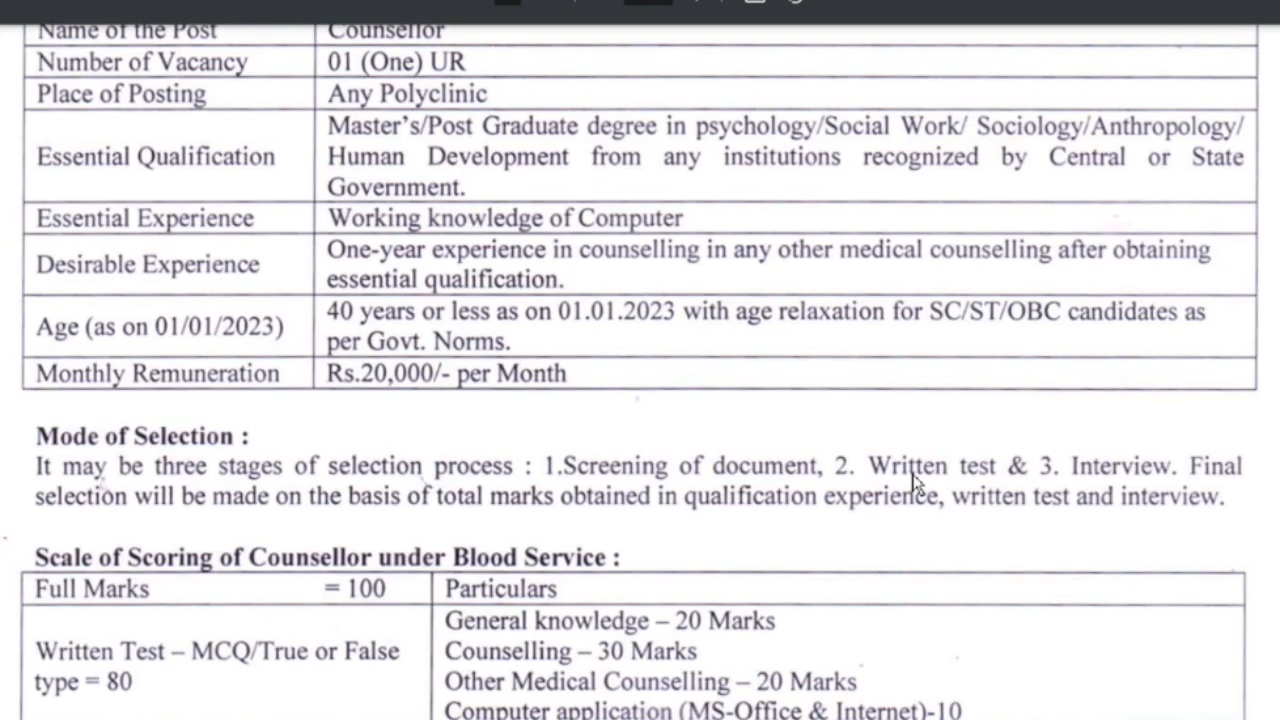 Name of the Post Counsellor
Number of Vacancy 01 (One) UR
Place of Posting Any Polyclinic
Essential Qualification Master's/Post Graduate degree in psychology/Social Work/ Sociology/Anthropology/
Human Development from any institutions recognized by Central or State
Government.
Essential Experience Working knowledge of Computer
Desirable Experience One-year experience in counselling in any other medical counselling after obtaining
essential qualification.
Age (as on 01/01/2023) 40 years or less as on 01.01.2023 with age relaxation for SC/ST/OBC candidates as
per Govt. Norms.
Monthly Remuneration Rs.20,000/- per Month
Mode of Selection :
It may be three stages of selection process : 1.Screening of document, 2. Written test & 3. Interview. Final
selection will be made on the basis of total marks obtained in qualification experience, written test and interview.
Scale of Scoring of Counsellor under Blood Service :
Full Marks = 100 Particulars
Written Test – MCQ/True or False
type = 80
General knowledge – 20 Marks
Counselling – 30 Marks
Other Medical Counselling – 20 Marks
Computer application (MS-Office & Internet)-10